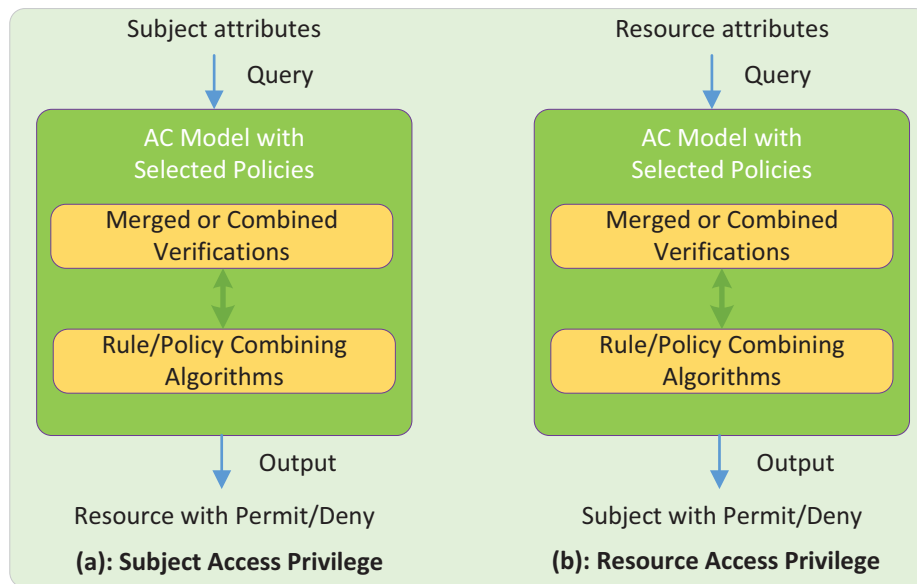 Subject attributes
Query
AC Model with
Selected Policies
Merged or Combined
Verifications
Rule/Policy Combining
Algorithms
Output
Resource with Permit/Deny
(a): Subject Access Privilege
Resource attributes
Query
AC Model with
Selected Policies
Merged or Combined
Verifications
Rule/Policy Combining
Algorithms
Output
Subject with Permit/Deny
(b): Resource Access Privilege